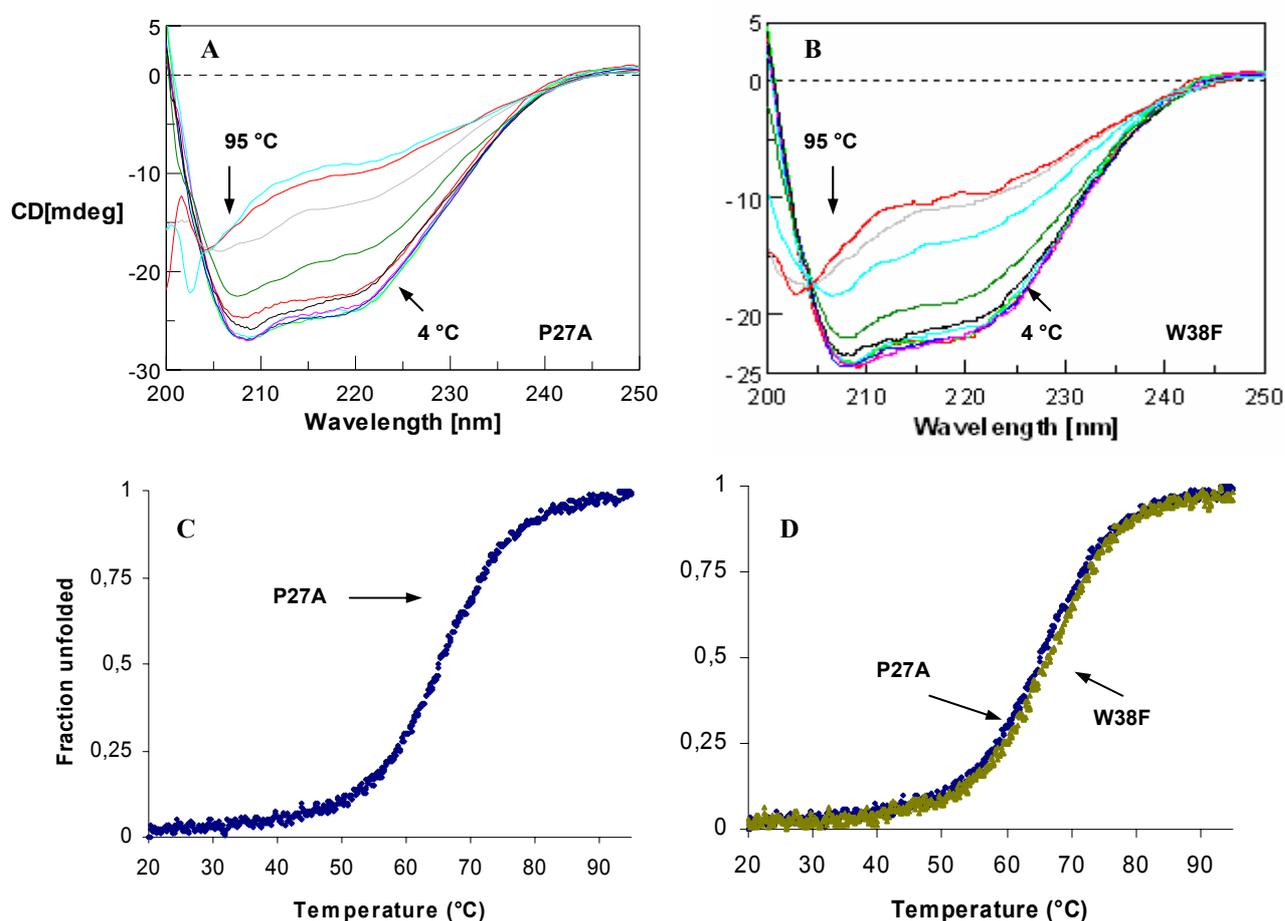 A
5
0
-10
-20
-30
CD[mdeg]
95 °C
4 °C
P27A
200 210 220 230 240 250
Wavelength [nm]
B
5
0
-10
-20
-25
95 °C
4 °C
W38F
200 210 220 230 240 250
Wavelength [nm]
C
1
0,75
0,5
0,25
0
Fraction unfolded
P27A
20 30 40 50 60 70 80 90
Temperature (°C)
D
1
0,75
0,5
0,25
0
P27A
W38F
20 30 40 50 60 70 80 90
Temperature (°C)